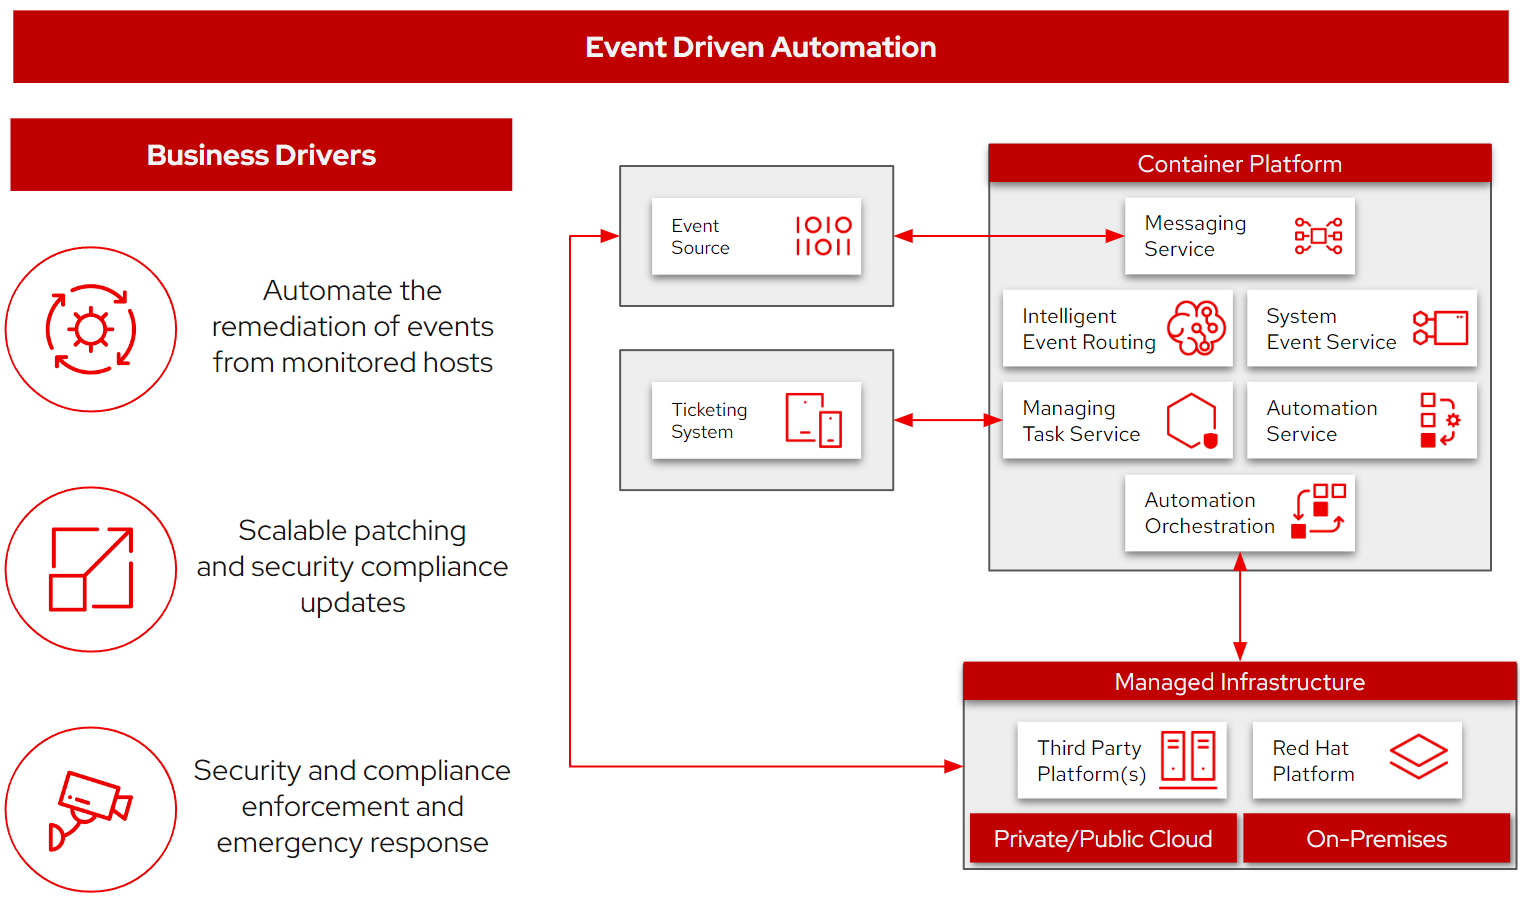 Event Driven Automation
Business Drivers
Automate the
remediation of events
from monitored hosts
Scalable patching
and security compliance
updates
Security and compliance
enforcement and
emergency response
Event
Source
1010
11011
Ticketing
System
Container Platform
Messaging
Service
Intelligent
Event Routing
System
Event Service
Managing
Task Service
Automation
Service
Automation
Orchestration
Managed Infrastructure
Third Party
Platform(s)
Red Hat
Platform
Private/Public Cloud
On-Premises